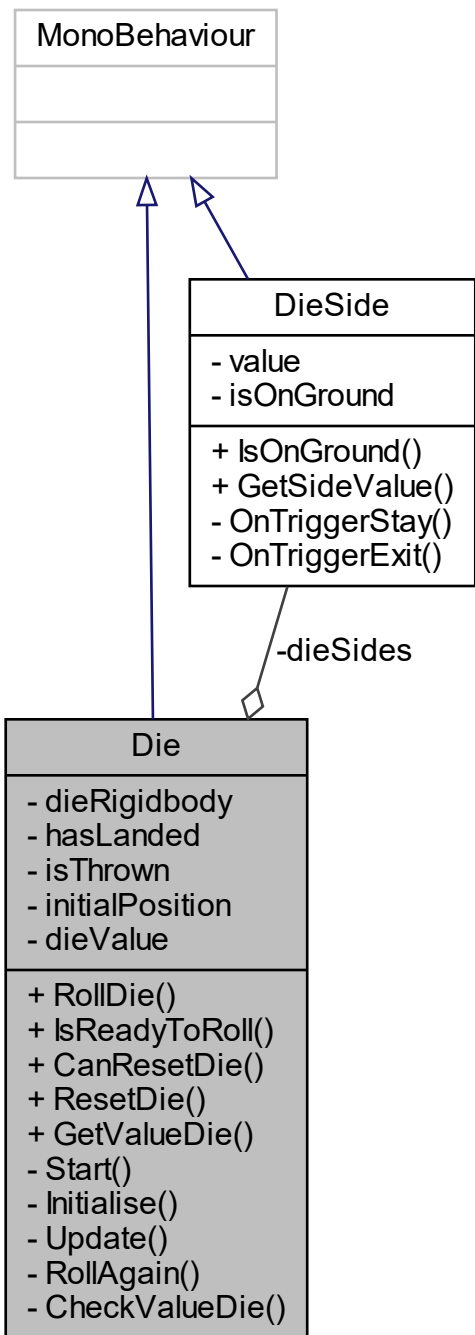 MonoBehaviour
DieSide
- value
- isOnGround
+ IsOnGround()
+ GetSideValue()
- OnTriggerStay()
- OnTriggerExit()
-dieSides
Die
- dieRigidbody
- hasLanded
- isThrown
- initialPosition
- dieValue
+ RollDie()
+ IsReadyToRoll()
+ CanResetDie()
+ ResetDie()
+ GetValueDie()
- Start()
- Initialise()
- Update()
- RollAgain()
- CheckValueDie()